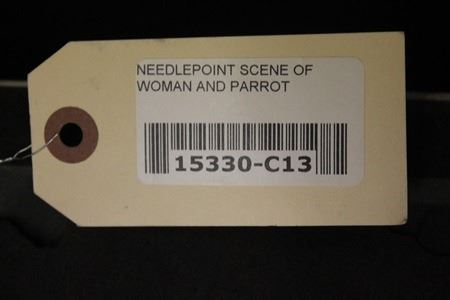 NEEDLEPOINT SCENE OF
WOMAN AND PARROT
15330-C13